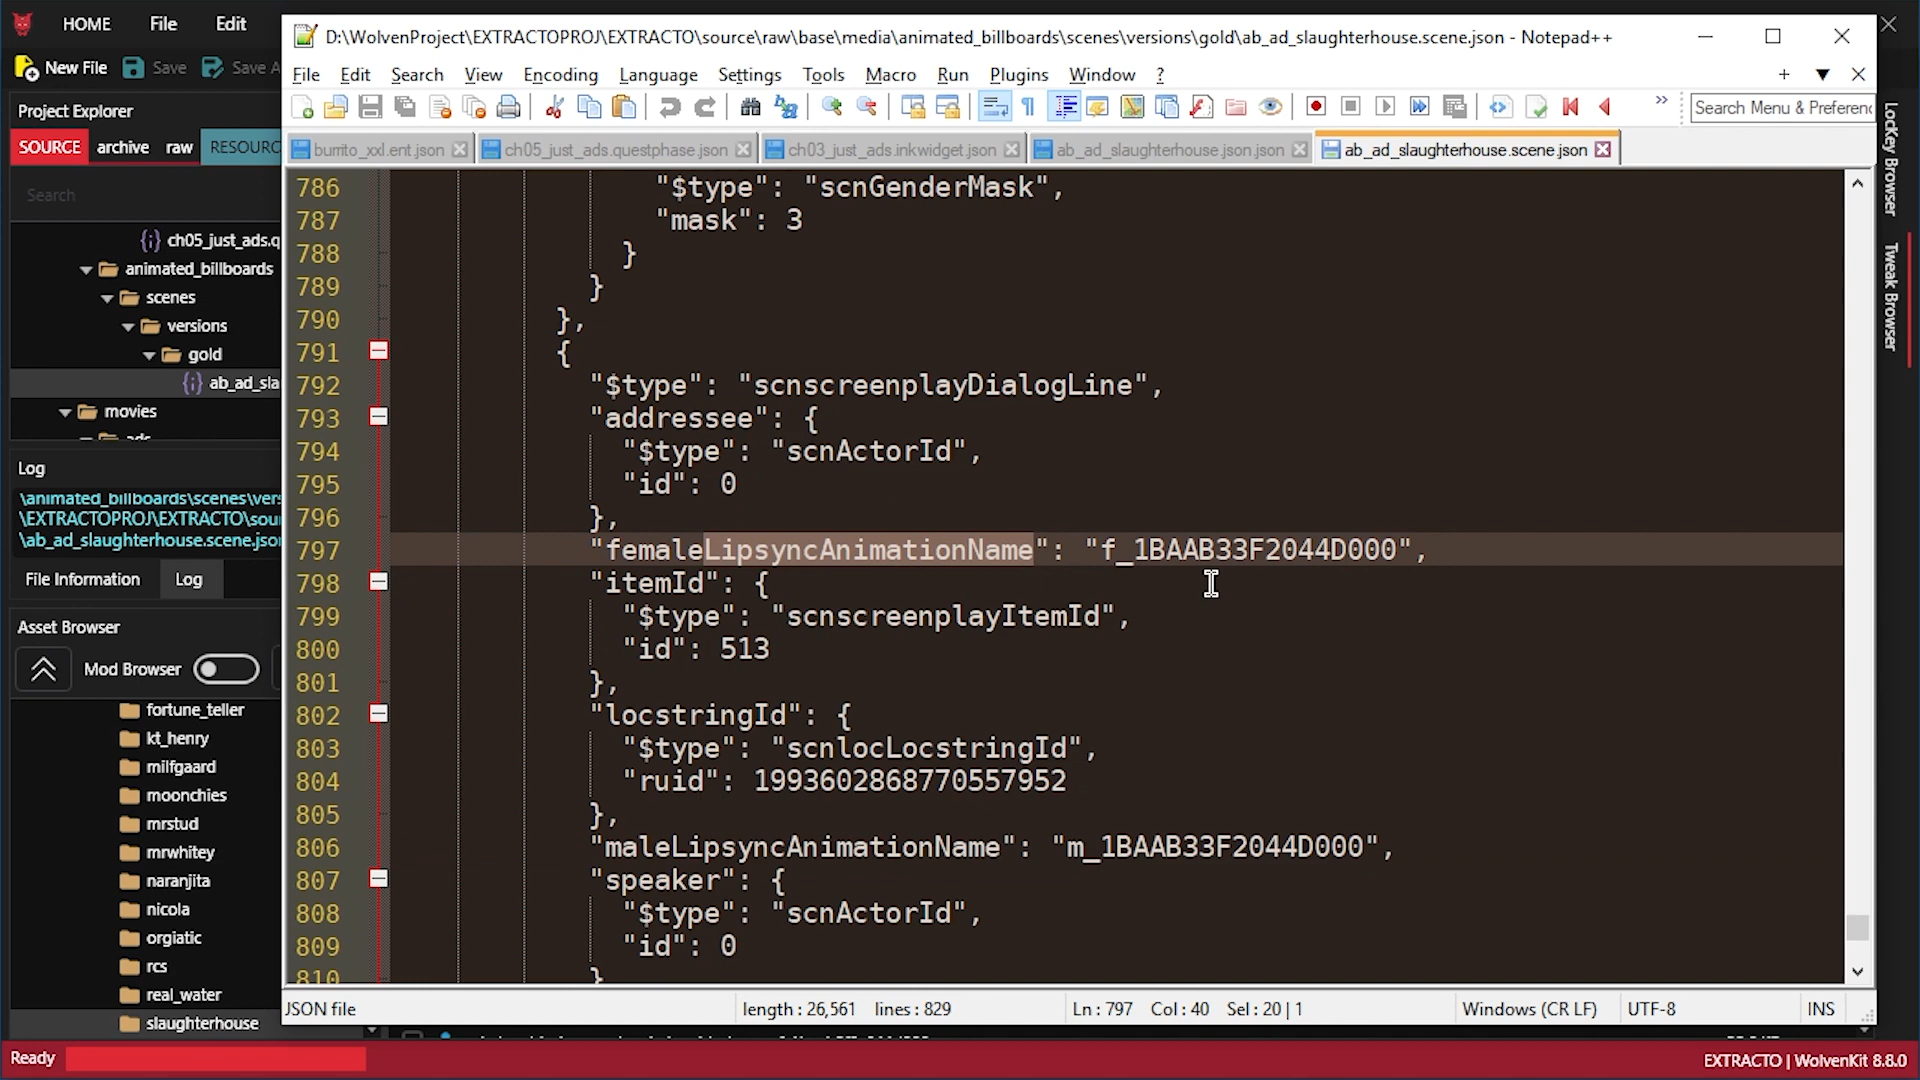 HOME File Edit
New File Save Save A
Project Explorer
SOURCE archive raw RESOURC
Search
ch05_just_ads.q
animated_billboards
scenes
versions
gold
ab_ad_sla
movies
Log
\animated_billboards\scenes\vers
\EXTRACTOPROJ\EXTRACTO\sour
\ab_ad_slaughterhouse.scene.jso
File Information Log
Asset Browser
Mod Browser
fortune_teller
kt_henry
milfgaard
moonchies
mrstud
mrwhitey
naranjita
nicola
orgiatic
rcs
real_water
slaughterhouse
Ready
D:\WolvenProject\EXTRACTOPROJ\EXTRACTO\source\raw\base\media\animated_billboards\scenes\versions\gold\ab_ad_slaughterhouse.scene.json - Notepad++
File Edit Search View Encoding Language Settings Tools Macro Run Plugins Window ?
Search Menu & Preferenc
burrito_xxl.ent.json ch05_just_ads.questphase.json ch03_just_ads.inkwidget.json ab_ad_slaughterhouse.json.json ab_ad_slaughterhouse.scene.json
786 "$type": "scnGenderMask",
787 "mask": 3
788 }
789 }
790 },
791 {
792 "$type": "scnscreenplayDialogLine",
793 "addressee": {
794 "$type": "scnActorId",
795 "id": 0
796 },
797 "femaleLipsyncAnimationName": "f_1BAAB33F2044D000",
798 "itemId": {
799 "$type": "scnscreenplayItemId",
800 "id": 513
801 },
802 "locstringId": {
803 "$type": "scnlocLocstringId",
804 "ruid": 1993602868770557952
805 },
806 "maleLipsyncAnimationName": "m_1BAAB33F2044D000",
807 "speaker": {
808 "$type": "scnActorId",
809 "id": 0
810 }
JSON file length : 26,561 lines : 829 Ln : 797 Col : 40 Sel : 20 | 1 Windows (CR LF) UTF-8 INS
LocKey Browser
Tweak Browser
EXTRACTO | WolvenKit 8.8.0